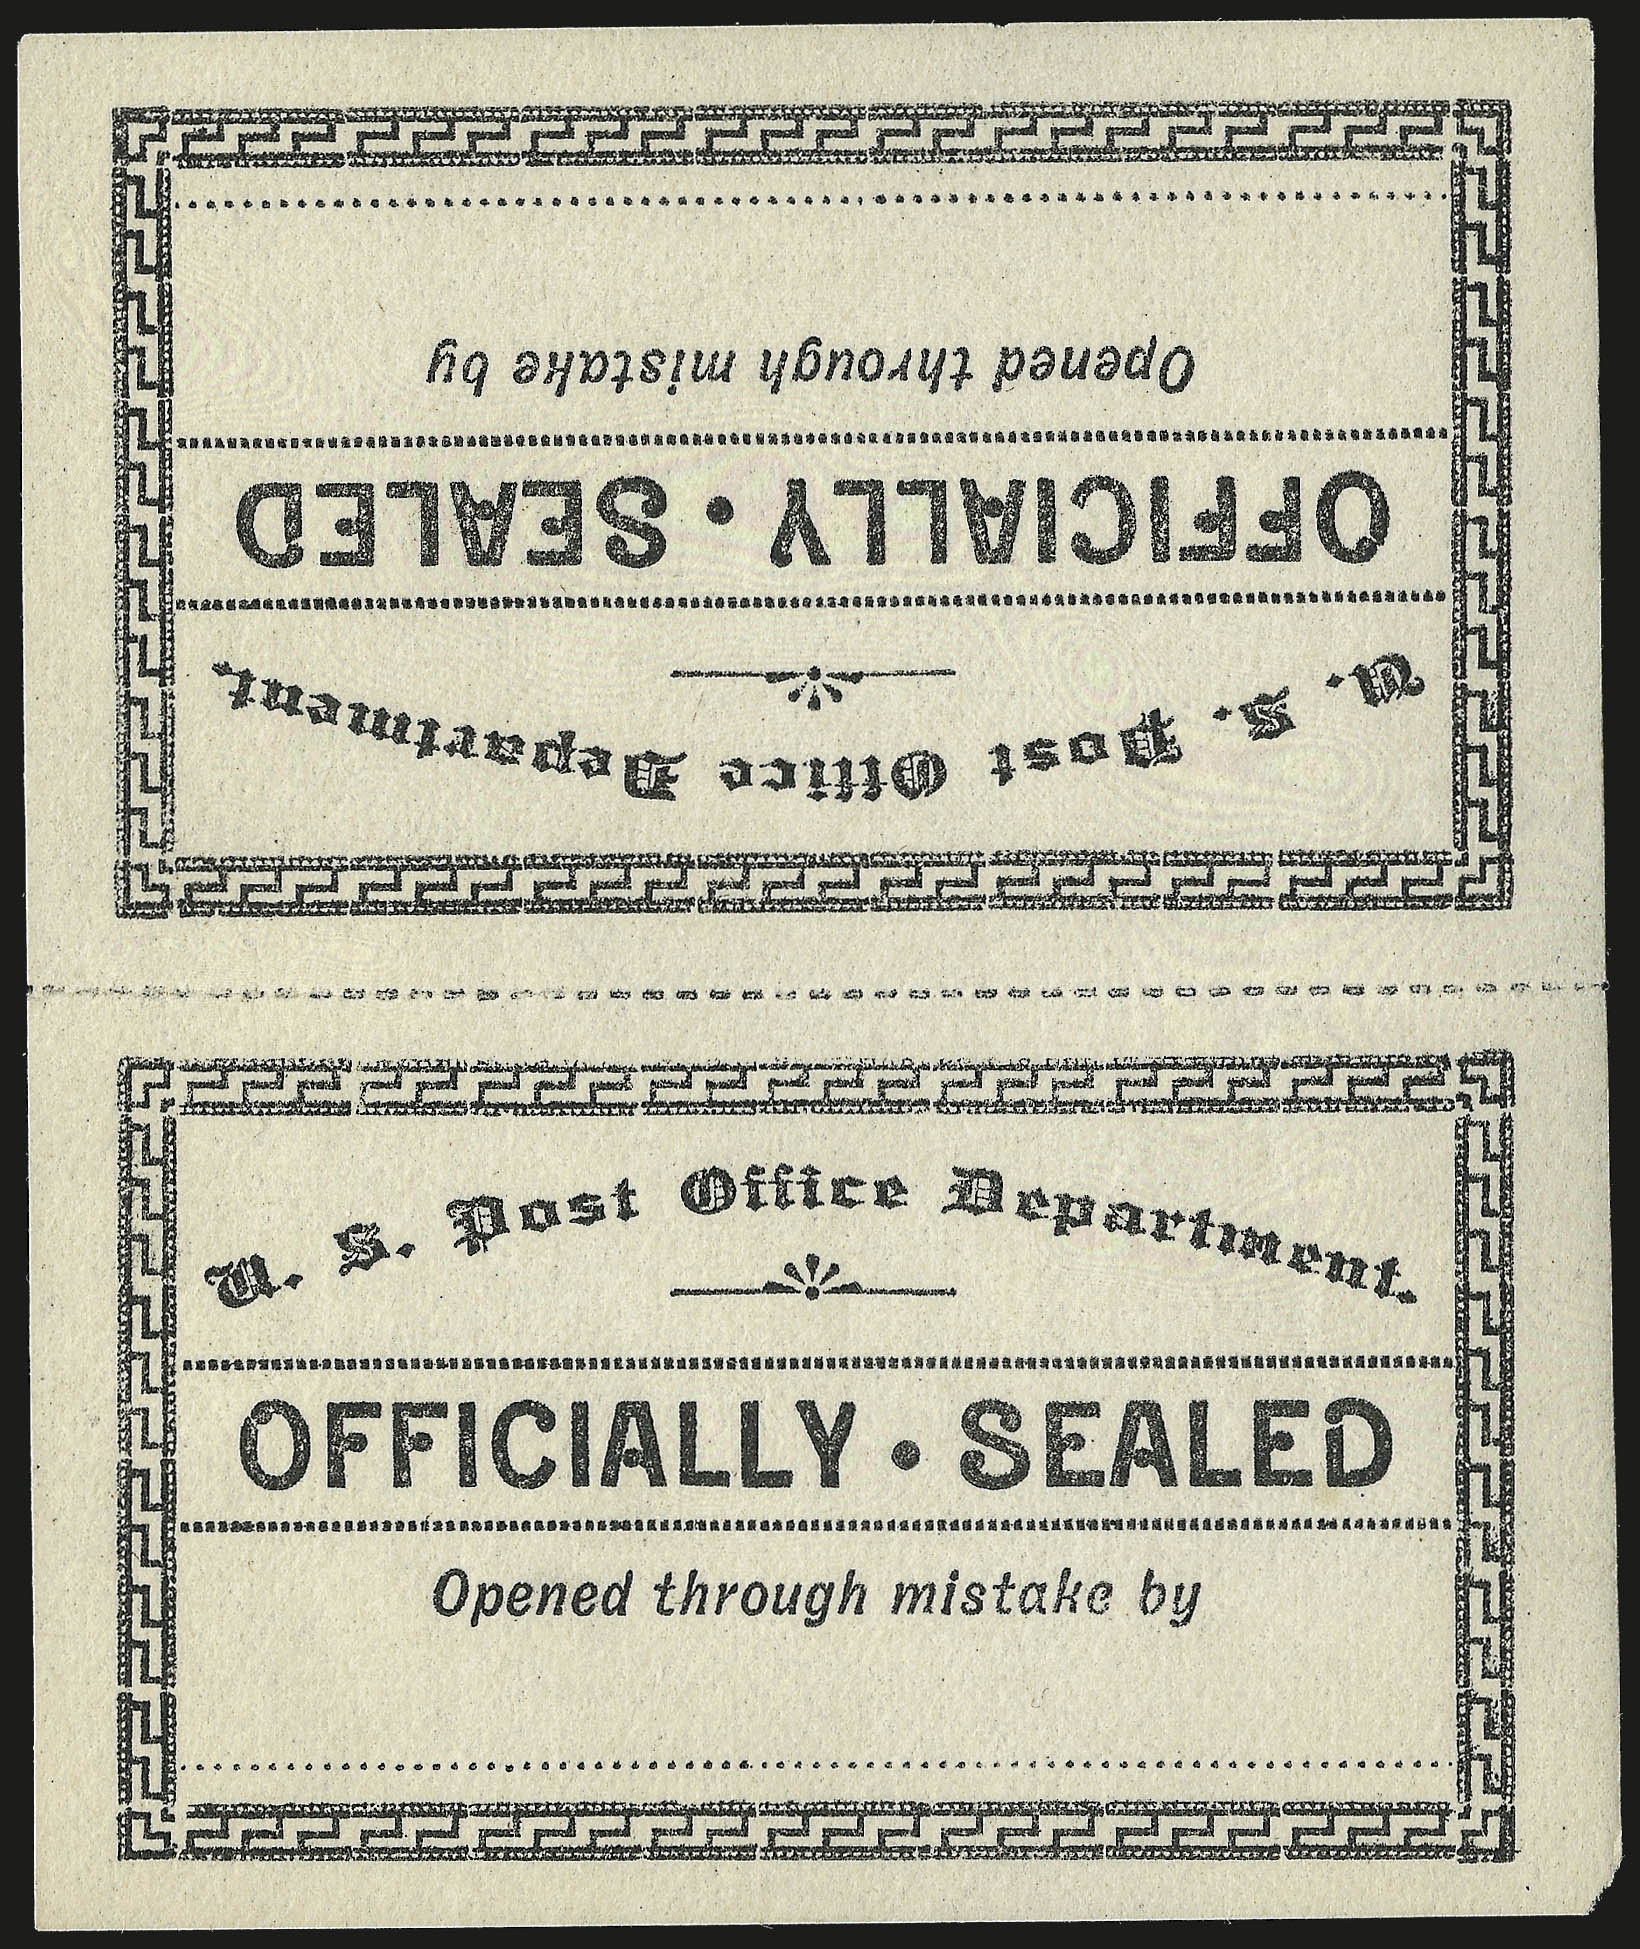 U. S. Post Office Department.
OFFICIALLY • SEALED
Opened through mistake by
U. S. Post Office Department.
OFFICIALLY • SEALED
Opened through mistake by